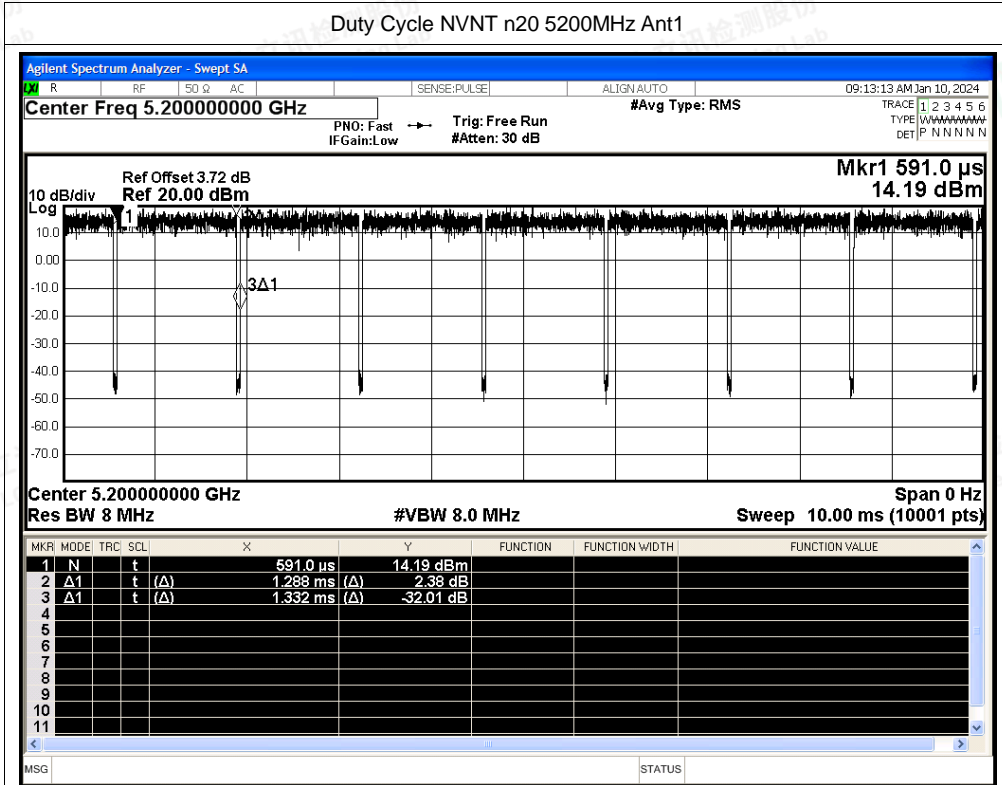 Duty Cycle NVNT n20 5200MHz Ant1
Agilent Spectrum Analyzer - Swept SA
LXI R RF 50 Ω AC SENSE:PULSE ALIGN AUTO 09:13:13 AM Jan 10, 2024
Center Freq 5.200000000 GHz #Avg Type: RMS TRACE 1 2 3 4 5 6
PNO: Fast Trig: Free Run TYPE W
IFGain:Low #Atten: 30 dB DET P N N N N N
Mkr1 591.0 µs
Ref Offset 3.72 dB
10 dB/div Ref 20.00 dBm 14.19 dBm
Log
1
10.0
0.00
-10.0
3Δ1
-20.0
-30.0
-40.0
-50.0
-60.0
-70.0
Center 5.200000000 GHz Span 0 Hz
Res BW 8 MHz #VBW 8.0 MHz Sweep 10.00 ms (10001 pts)
MKR MODE TRC SCL X Y FUNCTION FUNCTION WIDTH FUNCTION VALUE
1 N t 591.0 µs 14.19 dBm
2 Δ1 t (Δ) 1.288 ms (Δ) 2.38 dB
3 Δ1 t (Δ) 1.332 ms (Δ) -32.01 dB
4
5
6
7
8
9
10
11
MSG STATUS